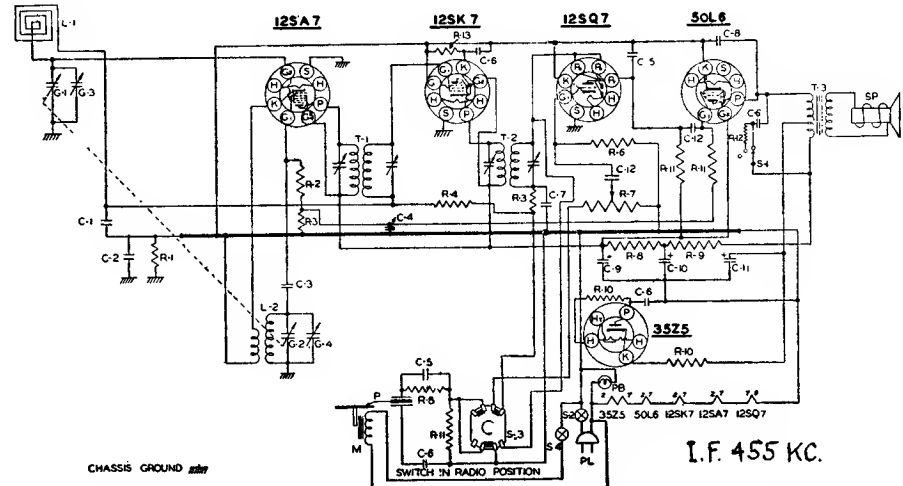 12SA7 12SK7 12SQ7 50L6
L-1
R-13
C-6
C-8
C-5
G-1 G-3
T-1
T-2
T-3
SP
C-6
R-12
S-1
C-12
R-2
R-6
C-12
R-11 R-11
R-4
R-3
C-7
R-7
C-1
R-3
C-4
C-2
R-1
R-8 R-9
C-9 C-10 C-11
C-3
L-2
G-2 G-4
R-10
C-6
35Z5
R-10
PB
C-5
P
R-8
C
S-3
S2
35Z5 50L6 12SK7 12SA7 12SQ7
M
R-11
S4
C-6
PL
I.F. 455 KC.
SWITCH IN RADIO POSITION
CHASSIS GROUND